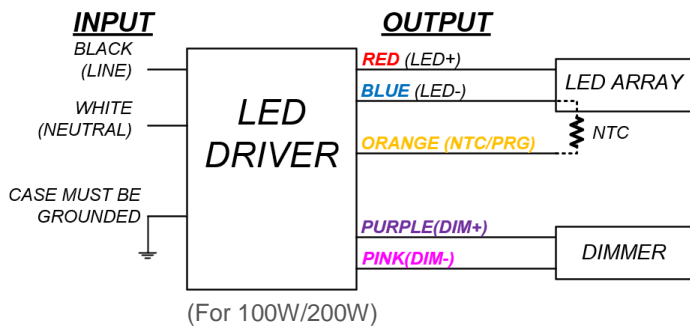 INPUT
OUTPUT
BLACK
(LINE)
WHITE
(NEUTRAL)
CASE MUST BE
GROUNDED
LED
DRIVER
RED (LED+)
BLUE (LED-)
ORANGE (NTC/PRG)
PURPLE(DIM+)
PINK(DIM-)
LED ARRAY
NTC
DIMMER
(For 100W/200W)